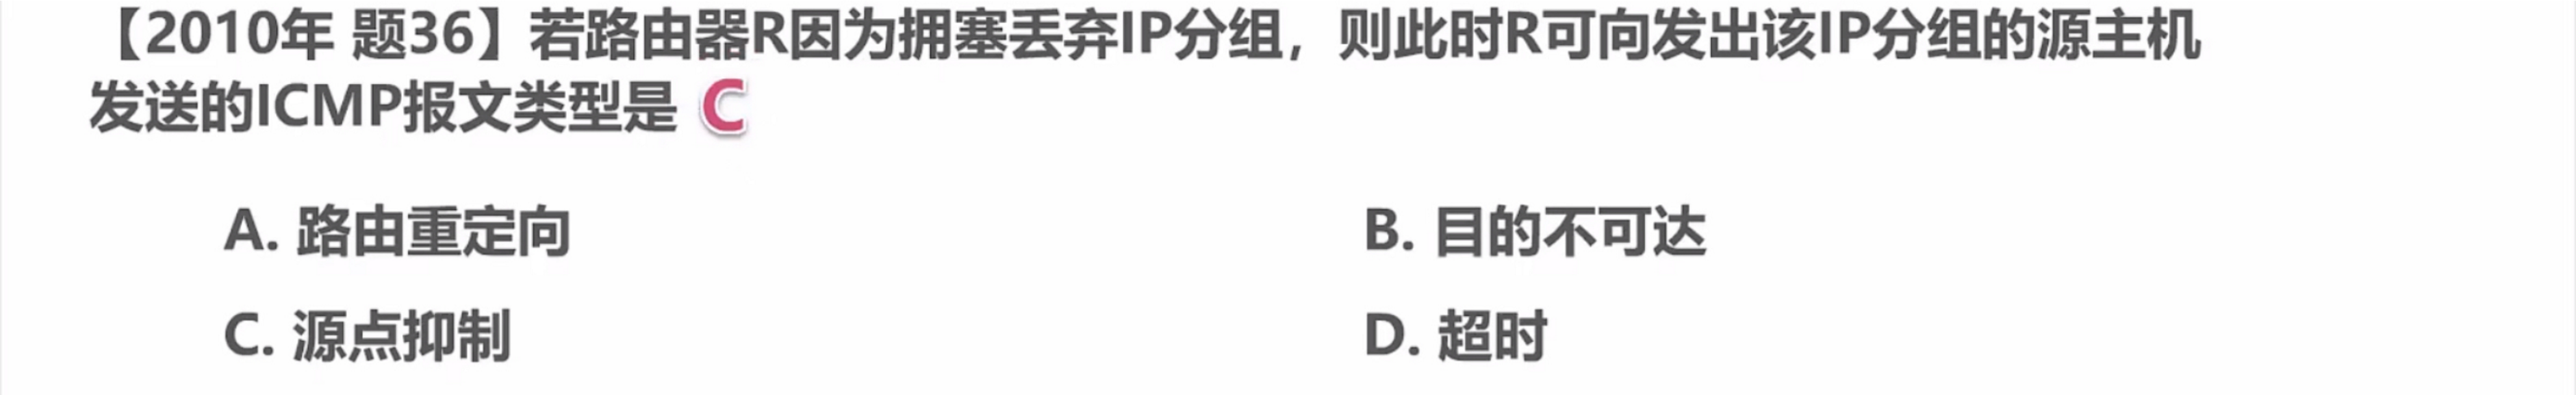 【2010年 题36】若路由器R因为拥塞丢弃IP分组，则此时R可向发出该IP分组的源主机
发送的ICMP报文类型是 C
A. 路由重定向
B. 目的不可达
C. 源点抑制
D. 超时